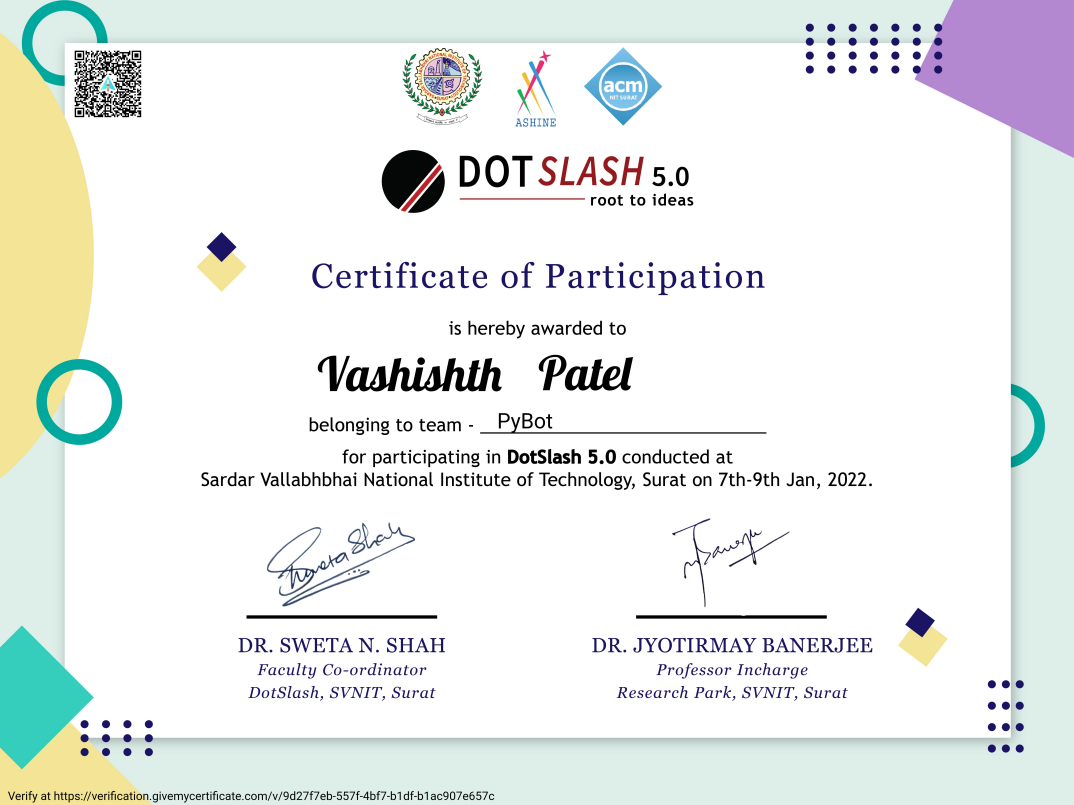 ASHINE
acm
NIT SURAT
DOT SLASH 5.0
root to ideas
Certificate of Participation
is hereby awarded to
Vashishth Patel
belonging to team - PyBot
for participating in DotSlash 5.0 conducted at
Sardar Vallabhbhai National Institute of Technology, Surat on 7th-9th Jan, 2022.
Sweta Shah
DR. SWETA N. SHAH
DR. JYOTIRMAY BANERJEE
Faculty Co-ordinator
Professor Incharge
DotSlash, SVNIT, Surat
Research Park, SVNIT, Surat
Verify at https://verification.givemycertificate.com/v/9d27f7eb-557f-4bf7-b1df-b1ac907e657c